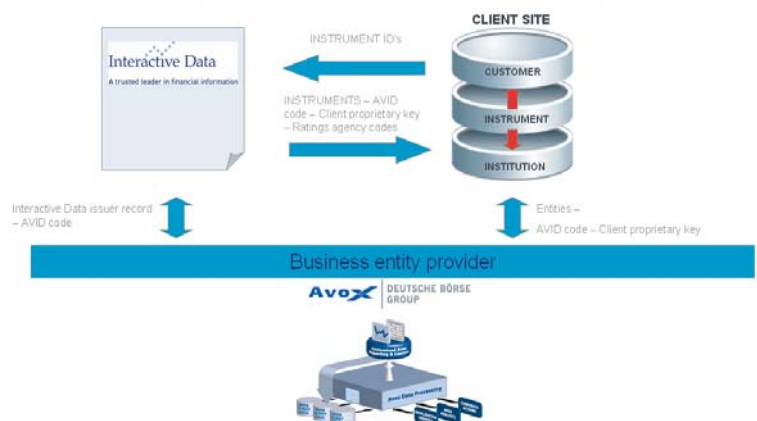 CLIENT SITE
Interactive Data
A trusted leader in financial information
INSTRUMENT ID's
CUSTOMER
INSTRUMENTS – AVID
code – Client proprietary key
– Ratings agency codes
INSTRUMENT
INSTITUTION
Interactive Data issuer record
– AVID code
Entities –
AVID code – Client proprietary key
Business entity provider
Avox DEUTSCHE BÖRSE
GROUP
Avox Data Processing